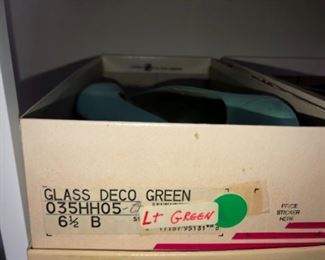 GLASS DECO GREEN
035HH05
6½ B
Lt GREEN
PRICE
STICKER
HERE